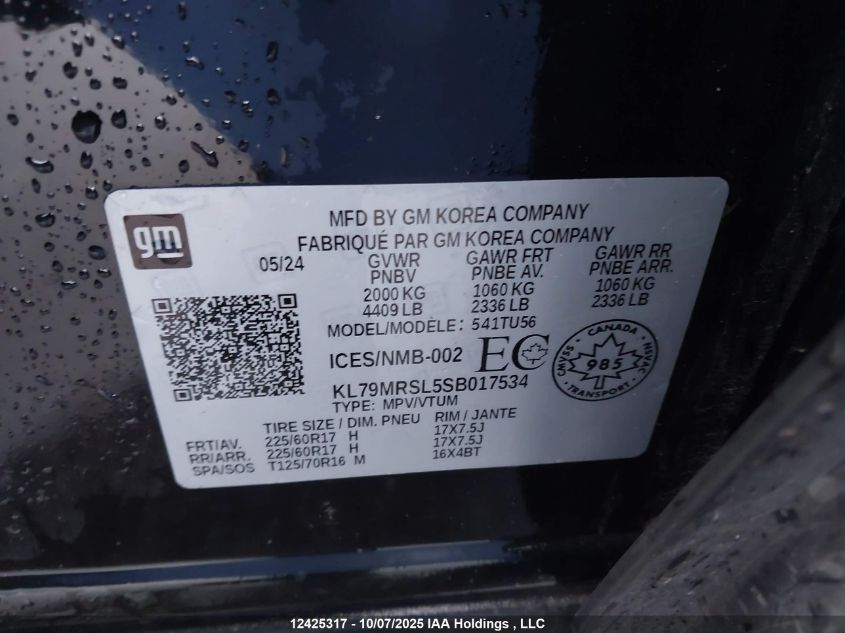 gm
MFD BY GM KOREA COMPANY
FABRIQUÉ PAR GM KOREA COMPANY
05/24 GVWR GAWR FRT GAWR RR
PNBV PNBE AV. PNBE ARR.
2000 KG 1060 KG 1060 KG
4409 LB 2336 LB 2336 LB
MODEL/MODÈLE: 541TU56
ICES/NMB-002 EC
CANADA
CMVSS NSVAC
985
TRANSPORT
KL79MRSL5SB017534
TYPE: MPV/VTUM
TIRE SIZE / DIM. PNEU RIM / JANTE
FRT/AV. 225/60R17 H 17X7.5J
RR/ARR. 225/60R17 H 17X7.5J
SPA/SOS T125/70R16 M 16X4BT
12425317 - 10/07/2025 IAA Holdings , LLC